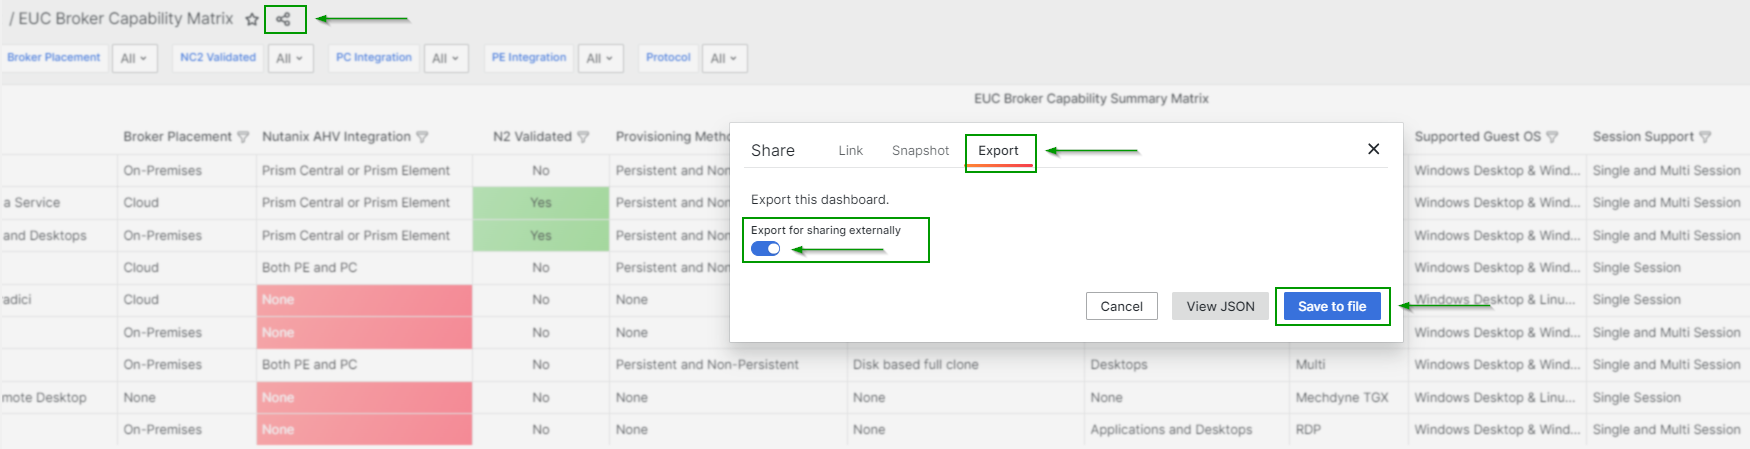 / EUC Broker Capability Matrix
Broker Placement All NC2 Validated All PC Integration All PE Integration All Protocol All
EUC Broker Capability Summary Matrix
Broker Placement Nutanix AHV Integration N2 Validated Provisioning Metho Supported Guest OS Session Support
Share Link Snapshot Export
On-Premises Prism Central or Prism Element No Persistent and Non Windows Desktop & Wind... Single and Multi Session
Export this dashboard.
a Service Cloud Prism Central or Prism Element Yes Persistent and Non Windows Desktop & Wind... Single and Multi Session
Export for sharing externally
and Desktops On-Premises Prism Central or Prism Element Yes Persistent and Non Windows Desktop & Wind... Single and Multi Session
Cloud Both PE and PC No Persistent and Non Windows Desktop & Wind... Single Session
radici Cloud None No None Windows Desktop & Linu... Single Session
Cancel View JSON Save to file
On-Premises None No None Windows Desktop & Wind... Single and Multi Session
On-Premises Both PE and PC No Persistent and Non-Persistent Disk based full clone Desktops Multi Windows Desktop & Wind... Single and Multi Session
mote Desktop None None No None None None Mechdyne TGX Windows Desktop & Linu... Single Session
On-Premises None No None None Applications and Desktops RDP Windows Desktop & Wind... Single and Multi Session